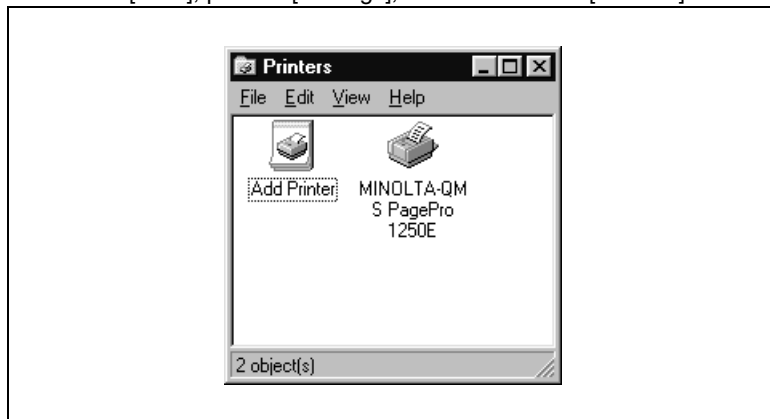 Printers
File Edit View Help
Add Printer
MINOLTA-QM
S PagePro
1250E
2 object(s)